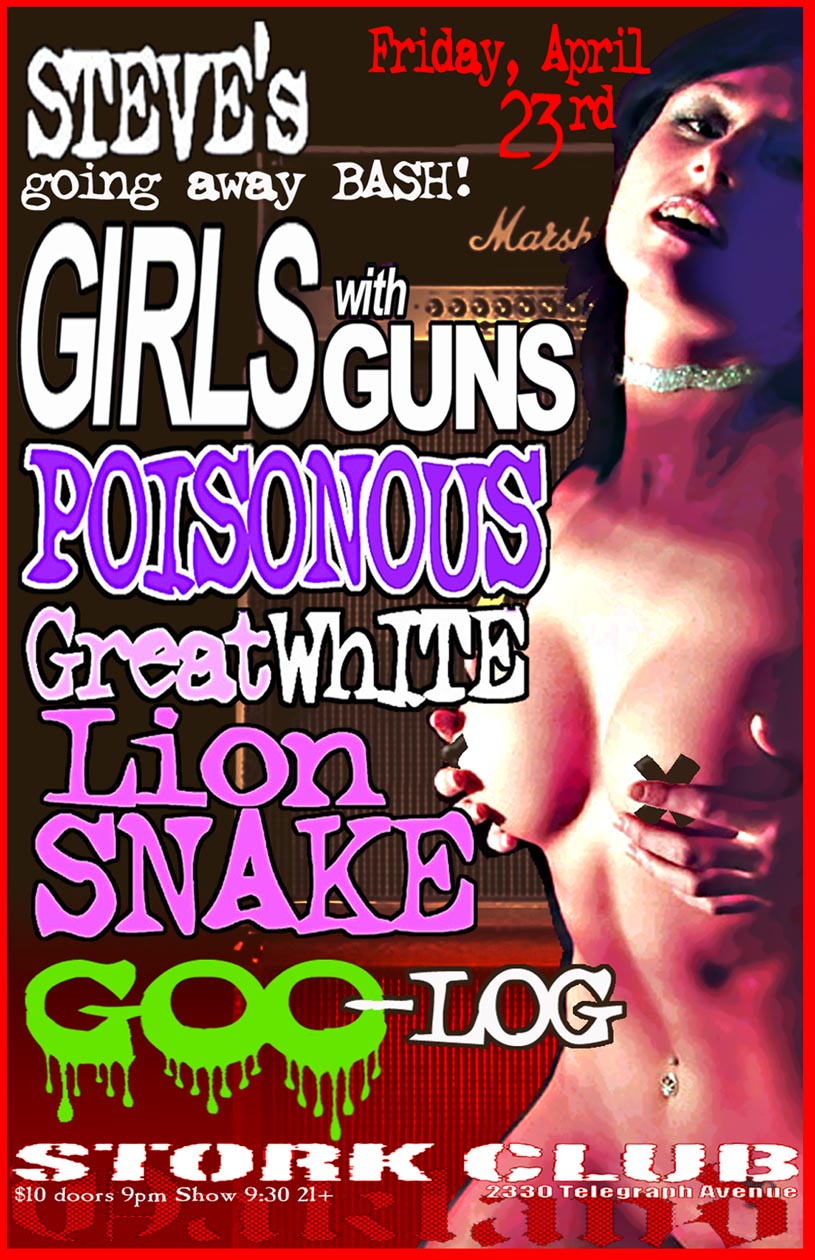 STEVE's
going away BASH!
Friday, April
23rd
Marsh
GIRLS with GUNS
POISONOUS
GreatWhITE
Lion
SNAKE
GOO-LOG
STORK CLUB
$10 doors 9pm Show 9:30 21+
2330 Telegraph Avenue
Oakland